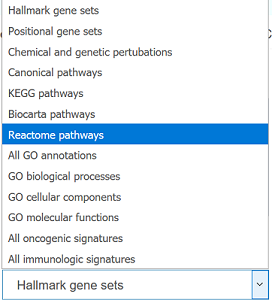 Hallmark gene sets
Positional gene sets
Chemical and genetic pertubations
Canonical pathways
KEGG pathways
Biocarta pathways
Reactome pathways
All GO annotations
GO biological processes
GO cellular components
GO molecular functions
All oncogenic signatures
All immunologic signatures
Hallmark gene sets